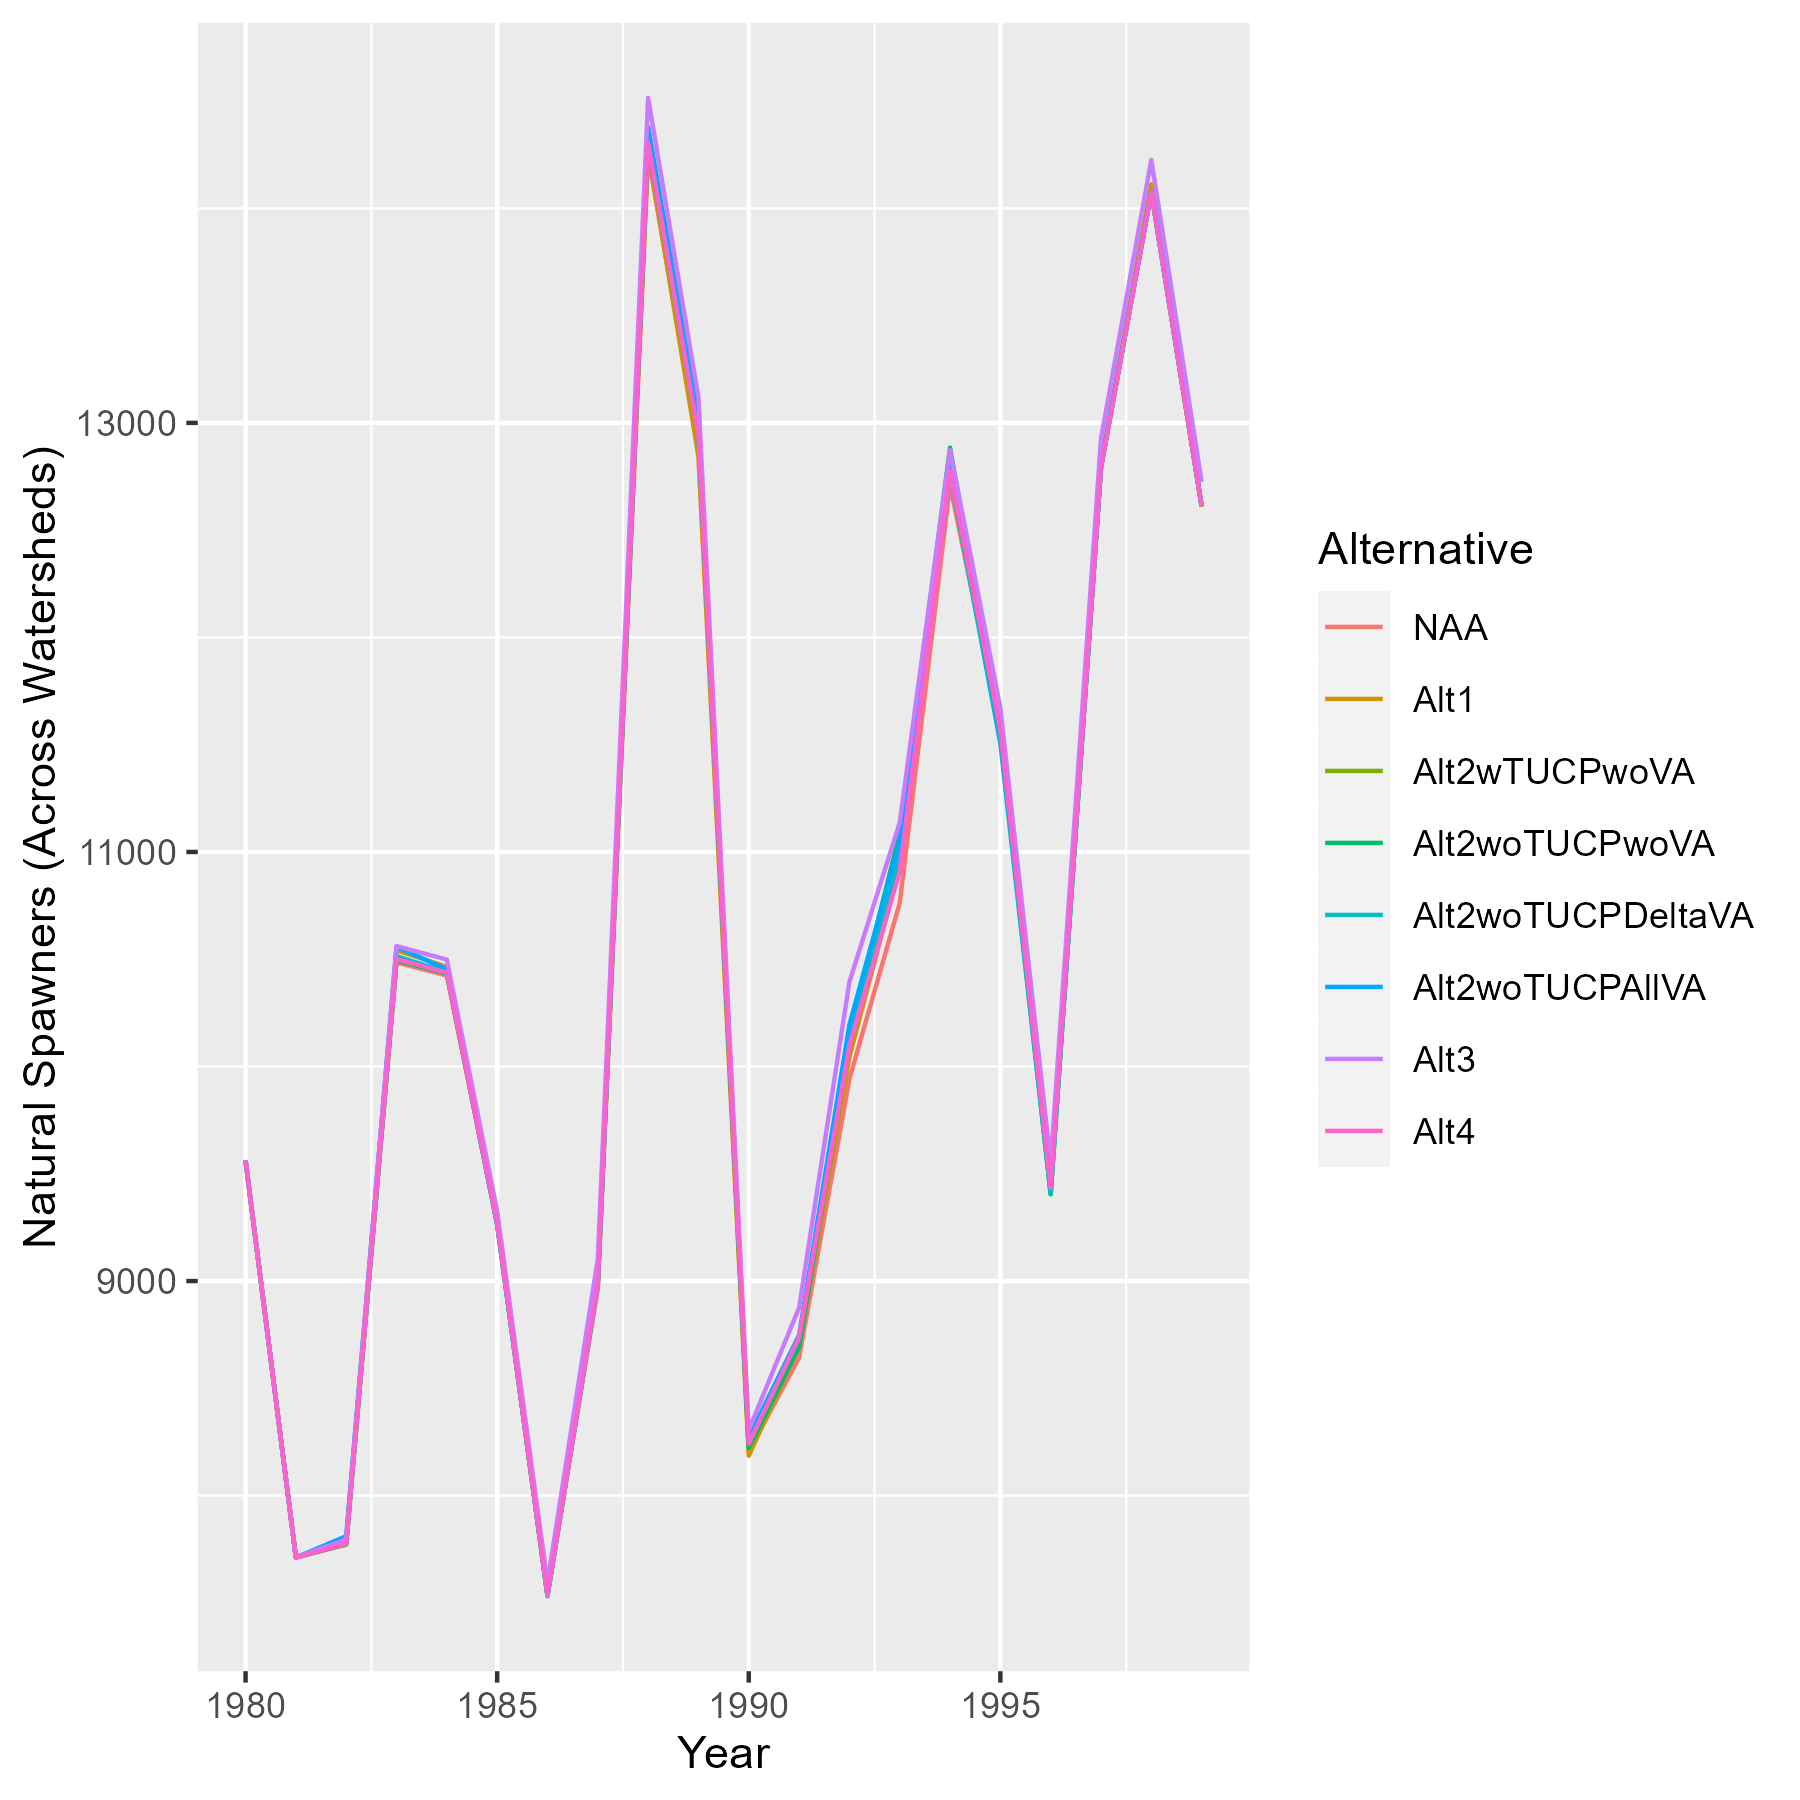 Natural Spawners (Across Watersheds)
13000
11000
9000
1980
1985
1990
1995
Year
Alternative
NAA
Alt1
Alt2wTUCPwoVA
Alt2woTUCPwoVA
Alt2woTUCPDeltaVA
Alt2woTUCPAllVA
Alt3
Alt4